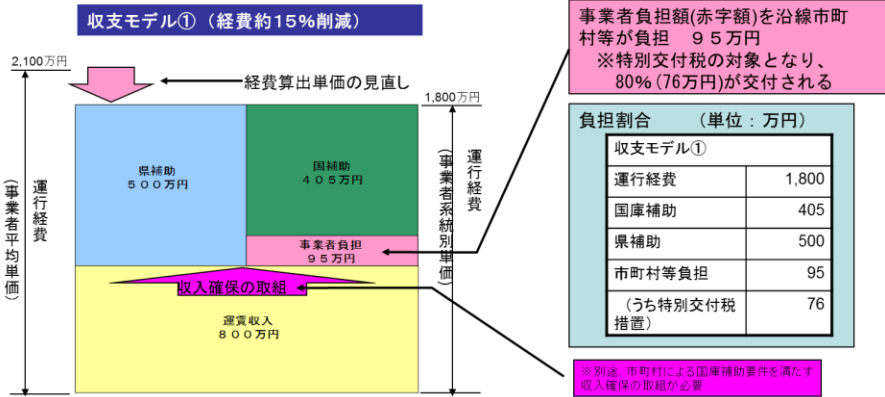 収支モデル①（経費約15％削減）
事業者負担額(赤字額)を沿線市町
村等が負担　９５万円
※特別交付税の対象となり、
80％(76万円)が交付される
2,100万円
経費算出単価の見直し
1,800万円
運行経費
(事業者平均単価)
県補助
５００万円
国補助
４０５万円
事業者負担
９５万円
収入確保の取組
運賃収入
８００万円
運行経費
(事業者系統別単価)
負担割合　　（単位：万円）
収支モデル①
運行経費 1,800
国庫補助 405
県補助 500
市町村等負担 95
（うち特別交付税 76
措置）
※別途、市町村による国庫補助要件を満たす
収入確保の取組が必要